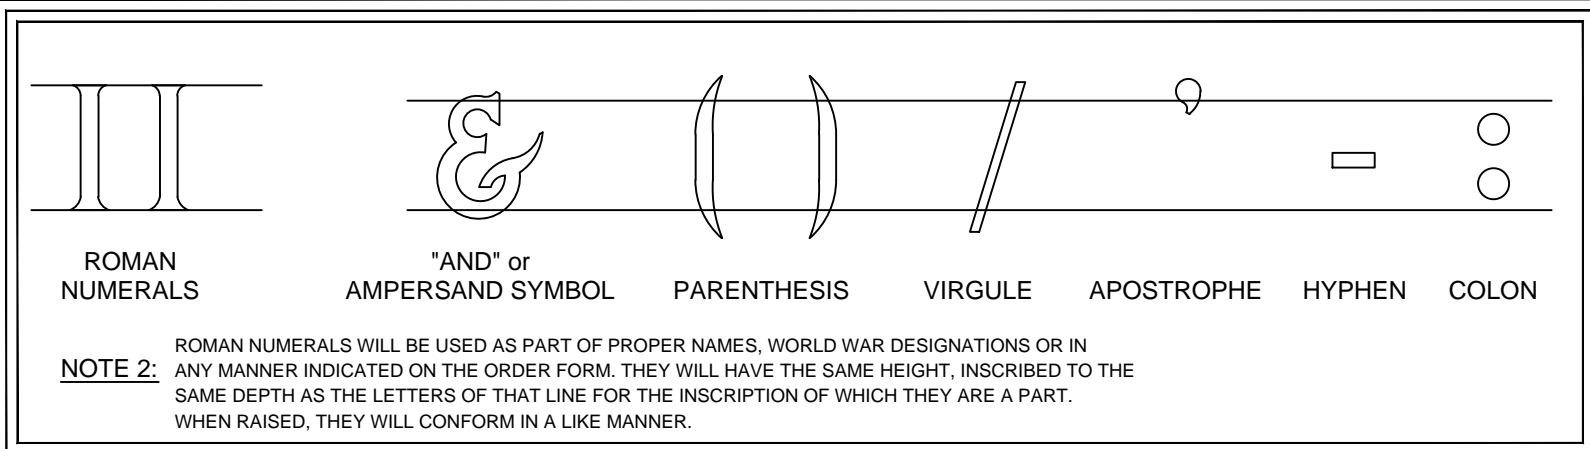 II & ( ) / ’ - :
ROMAN
NUMERALS
"AND" or
AMPERSAND SYMBOL
PARENTHESIS
VIRGULE
APOSTROPHE
HYPHEN
COLON
NOTE 2:
ROMAN NUMERALS WILL BE USED AS PART OF PROPER NAMES, WORLD WAR DESIGNATIONS OR IN
ANY MANNER INDICATED ON THE ORDER FORM. THEY WILL HAVE THE SAME HEIGHT, INSCRIBED TO THE
SAME DEPTH AS THE LETTERS OF THAT LINE FOR THE INSCRIPTION OF WHICH THEY ARE A PART.
WHEN RAISED, THEY WILL CONFORM IN A LIKE MANNER.